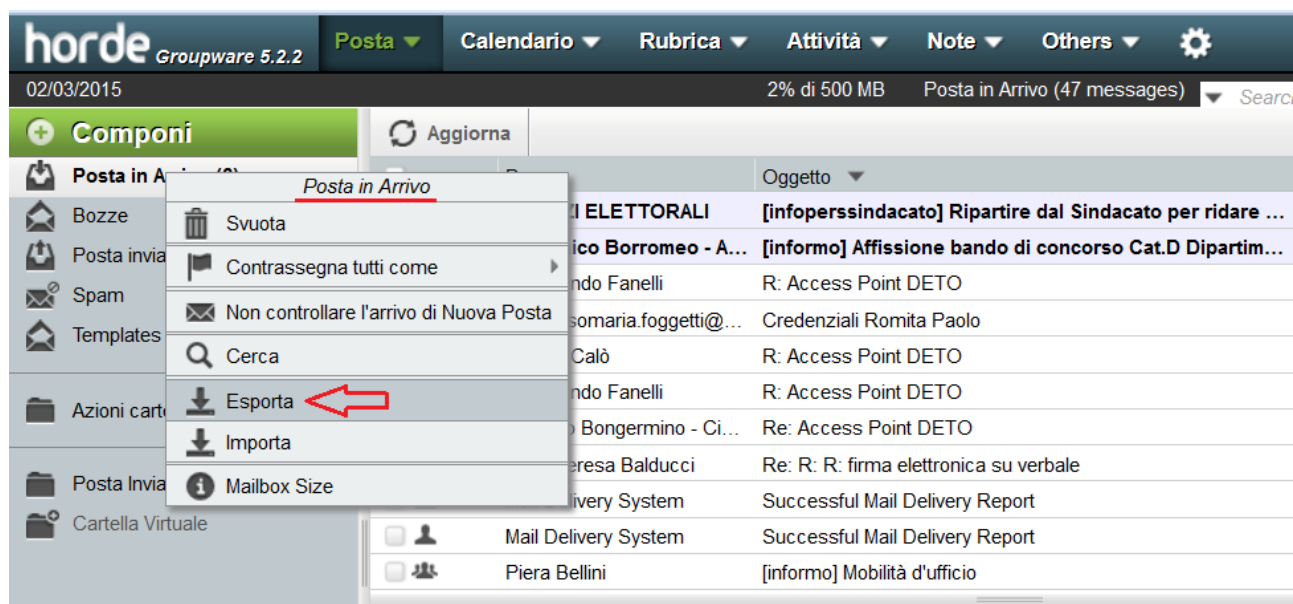 horde Groupware 5.2.2 Posta Calendario Rubrica Attività Note Others
02/03/2015 2% di 500 MB Posta in Arrivo (47 messages) Searc
Componi Aggiorna
Posta in A
Oggetto
Posta in Arrivo
Bozze
Posta invia
Spam
Templates
Azioni carte
Posta Invia
Cartella Virtuale
Svuota
Contrassegna tutti come
Non controllare l'arrivo di Nuova Posta
Cerca
Esporta
Importa
Mailbox Size
I ELETTORALI [infoperssindacato] Ripartire dal Sindacato per ridare ...
ico Borromeo - A... [informo] Affissione bando di concorso Cat.D Dipartim...
ndo Fanelli R: Access Point DETO
somaria.foggetti@... Credenziali Romita Paolo
Calò R: Access Point DETO
ndo Fanelli R: Access Point DETO
Bongermino - Ci... Re: Access Point DETO
eresa Balducci Re: R: R: firma elettronica su verbale
ivery System Successful Mail Delivery Report
Mail Delivery System Successful Mail Delivery Report
Piera Bellini [informo] Mobilità d'ufficio